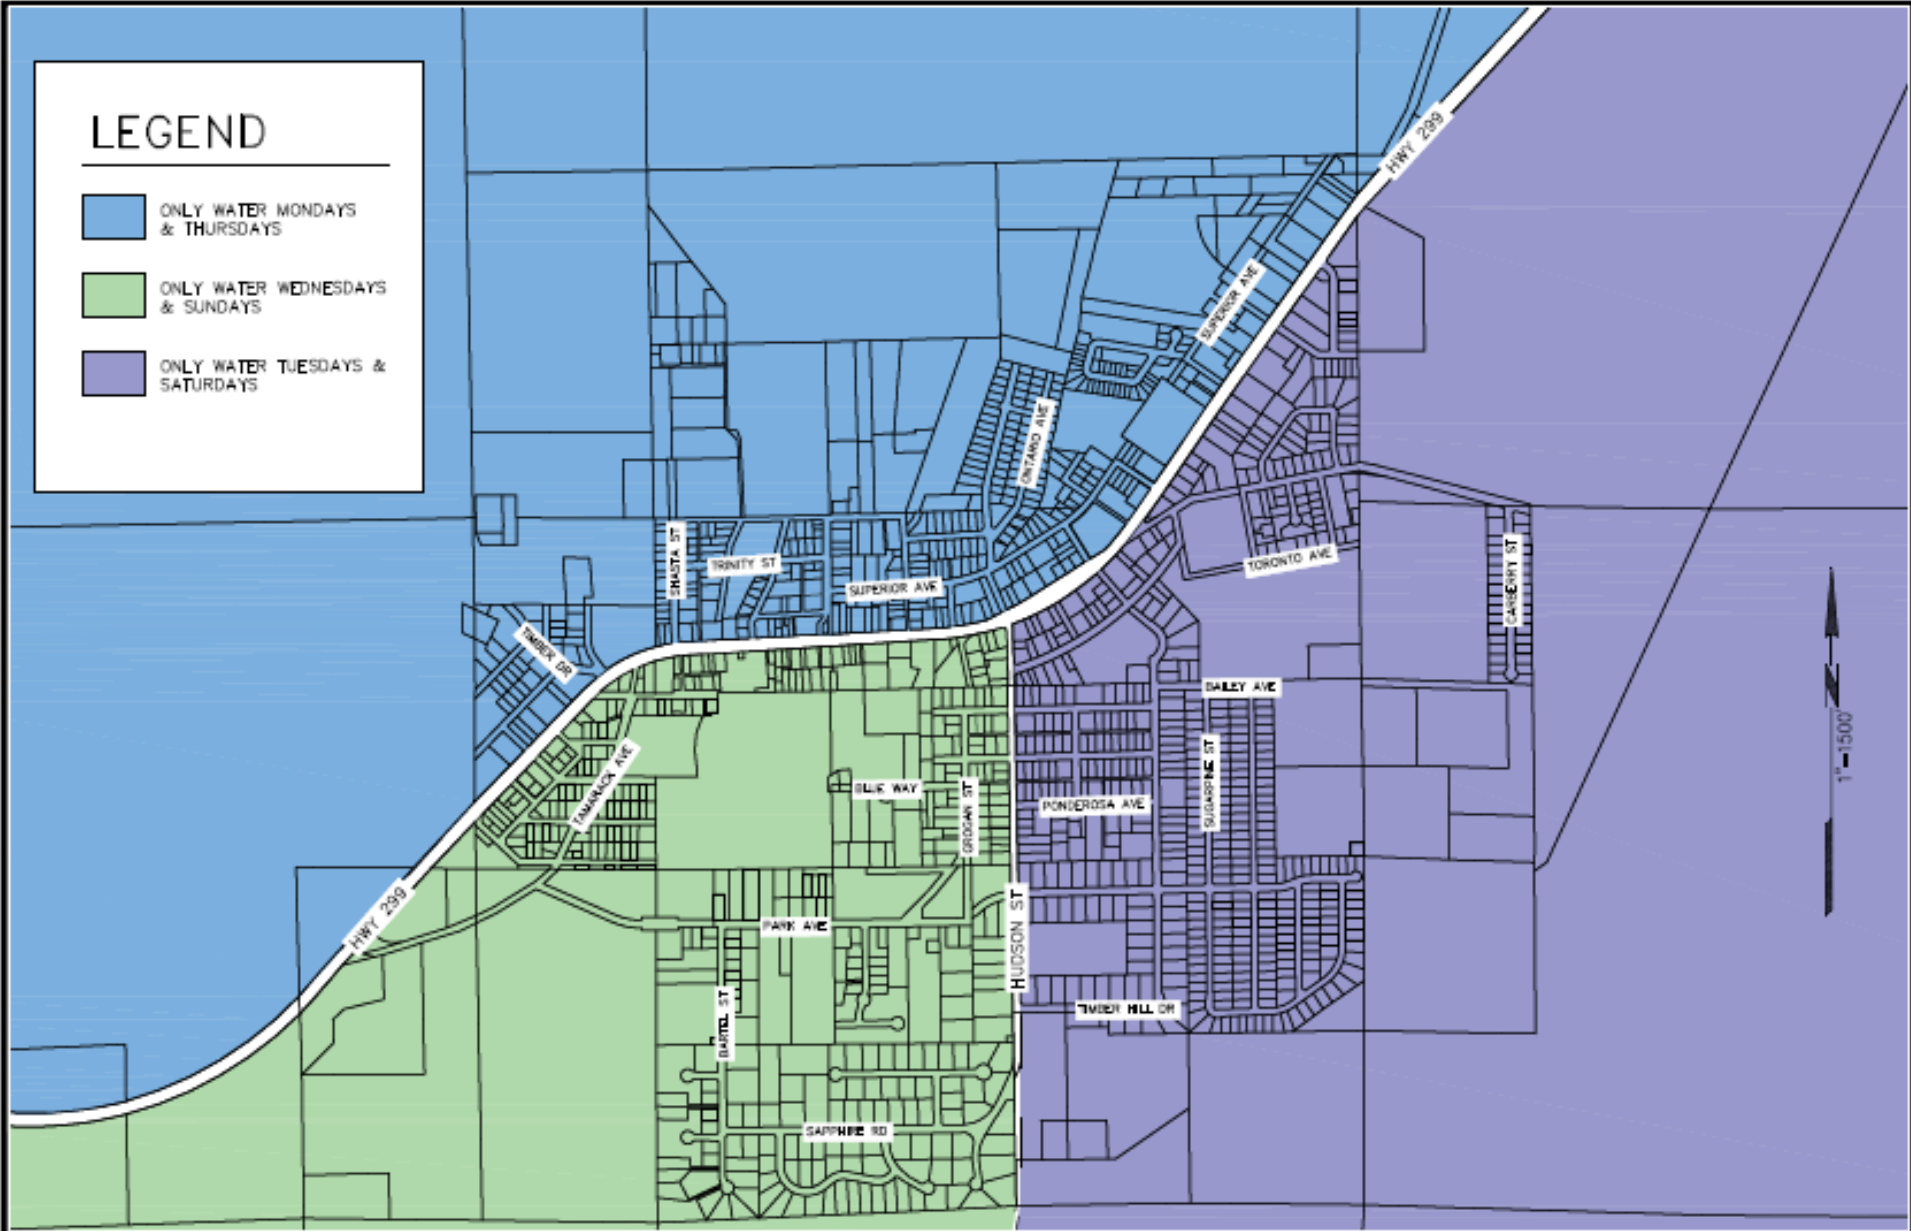 LEGEND
ONLY WATER MONDAYS
& THURSDAYS
ONLY WATER WEDNESDAYS
& SUNDAYS
ONLY WATER TUESDAYS &
SATURDAYS
HWY 299
SUPERIOR AVE
ONTARIO AVE
SHASTA ST
TRINITY ST
SUPERIOR AVE
TORONTO AVE
CARBERRY ST
TIMBER DR
BAILEY AVE
TAMARACK AVE
BLUE WAY
GROGAN ST
PONDEROSA AVE
SUGARPINE ST
N
1"=1500'
HWY 299
PARK AVE
HUDSON ST
BARTEL ST
TIMBER HILL DR
SAPPHIRE RD